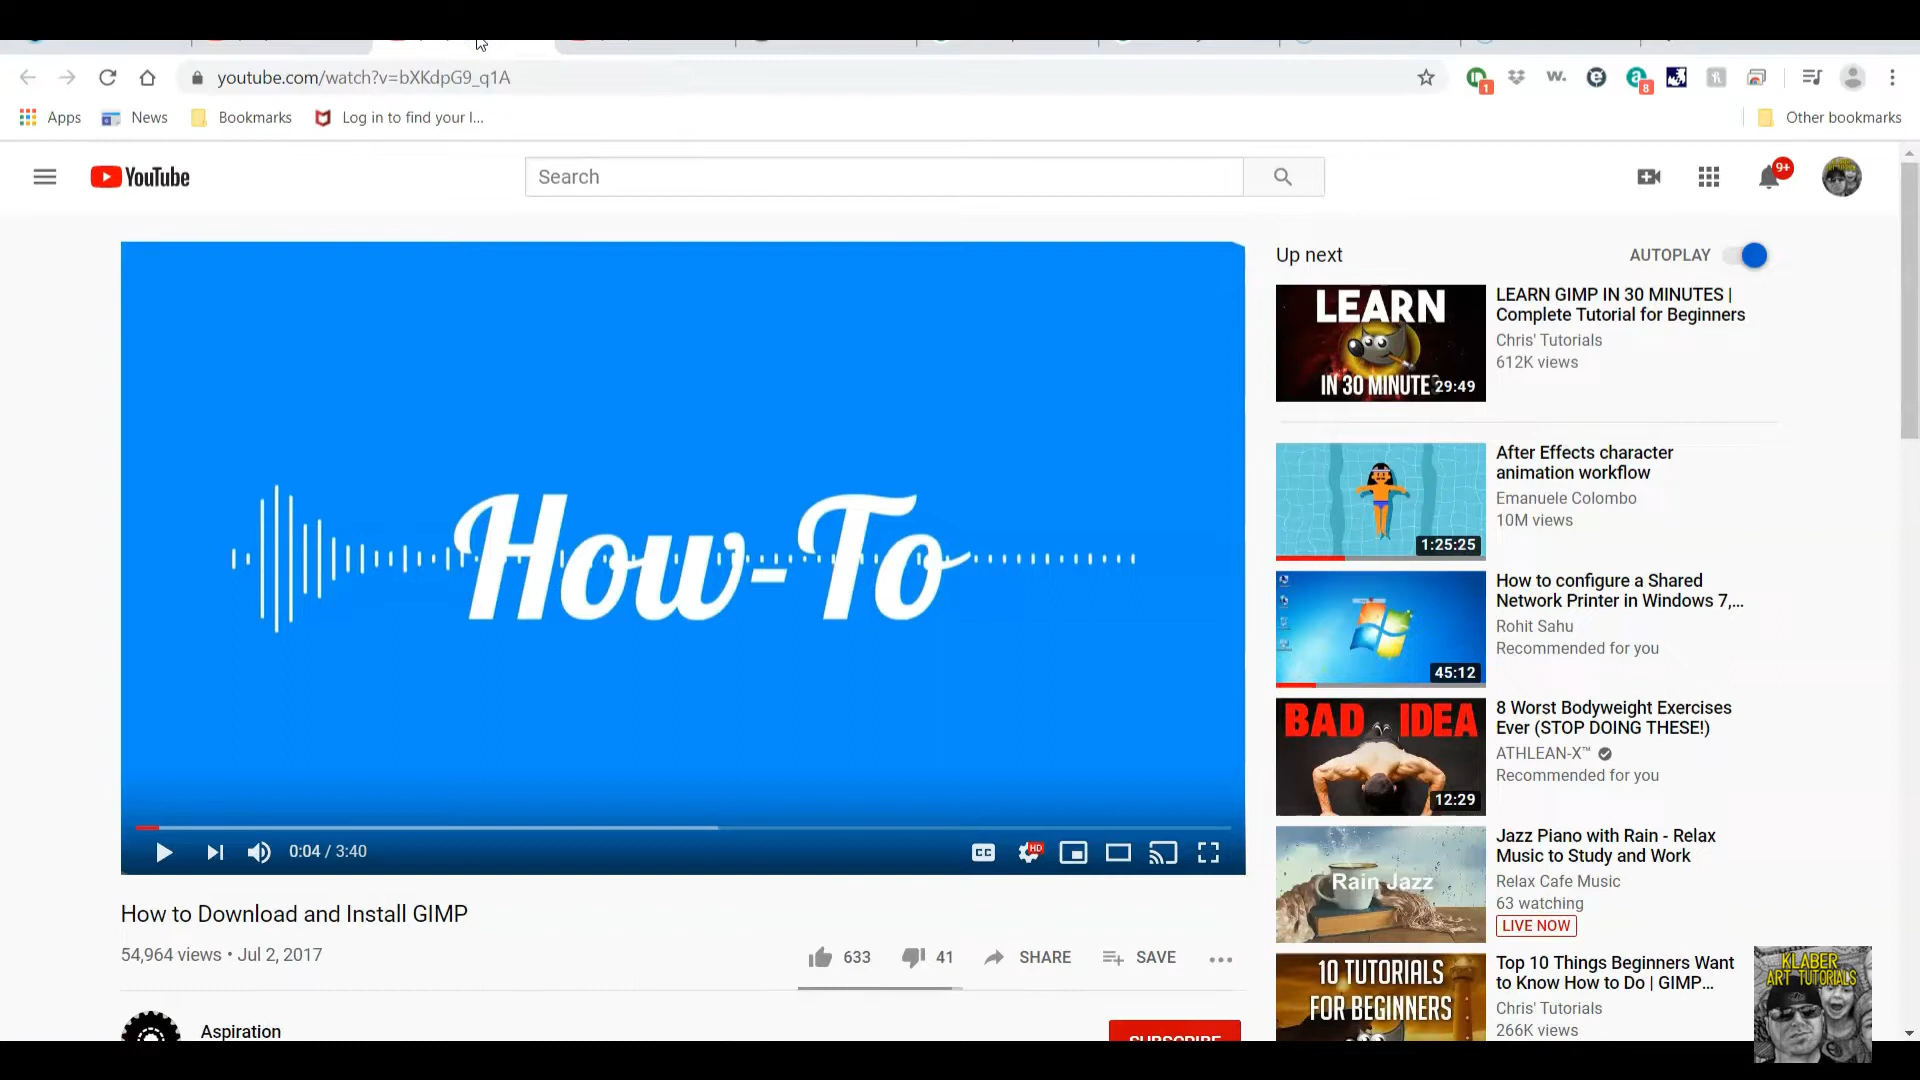 youtube.com/watch?v=bXKdpG9_q1A
1
w.
8
Apps
News
Bookmarks
Log in to find your l...
Other bookmarks
YouTube
Search
9+
How-To
0:04 / 3:40
CC
HD
How to Download and Install GIMP
54,964 views • Jul 2, 2017
633
41
SHARE
SAVE
Aspiration
SUBSCRIBE
Up next
AUTOPLAY
LEARN
IN 30 MINUTE
29:49
LEARN GIMP IN 30 MINUTES |
Complete Tutorial for Beginners
Chris' Tutorials
612K views
1:25:25
After Effects character
animation workflow
Emanuele Colombo
10M views
45:12
How to configure a Shared
Network Printer in Windows 7,...
Rohit Sahu
Recommended for you
BAD IDEA
12:29
8 Worst Bodyweight Exercises
Ever (STOP DOING THESE!)
ATHLEAN-X™
Recommended for you
Rain Jazz
Jazz Piano with Rain - Relax
Music to Study and Work
Relax Cafe Music
63 watching
LIVE NOW
10 TUTORIALS
FOR BEGINNERS
Top 10 Things Beginners Want
to Know How to Do | GIMP...
Chris' Tutorials
266K views
KLABER
ART TUTORIALS